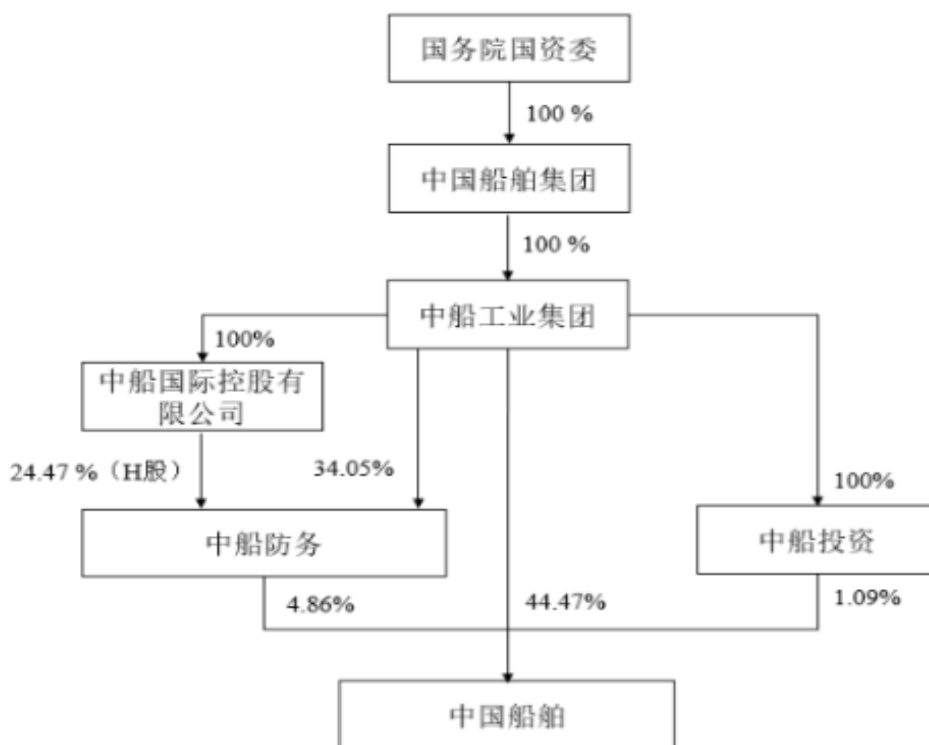 国务院国资委
100 %
中国船舶集团
100 %
中船工业集团
100%
中船国际控股有
限公司
24.47 %（H股）
34.05%
100%
中船防务
中船投资
4.86%
44.47%
1.09%
中国船舶